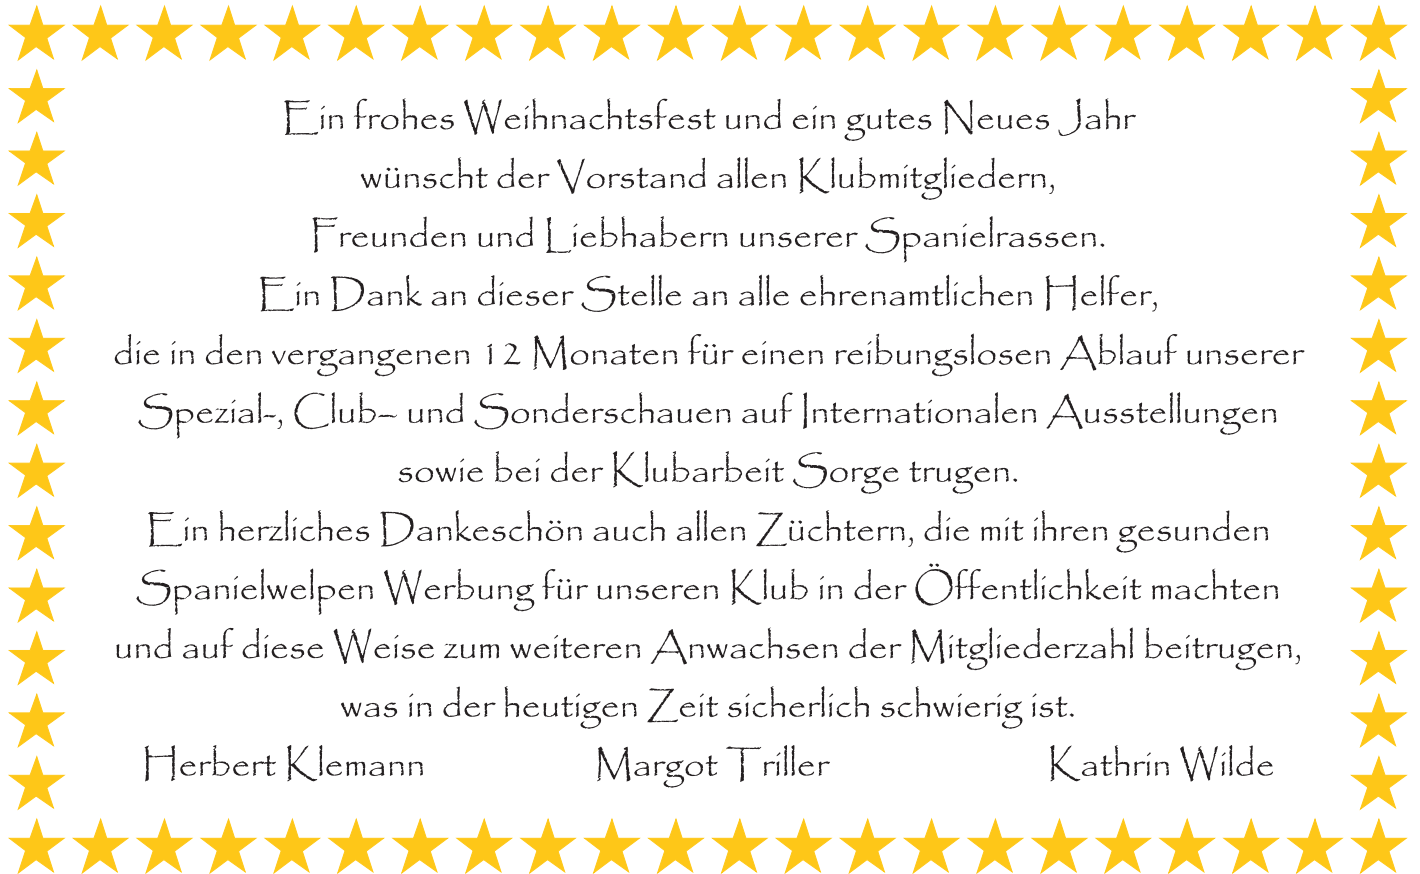 Ein frohes Weihnachtsfest und ein gutes Neues Jahr
wünscht der Vorstand allen Klubmitgliedern,
Freunden und Liebhabern unserer Spanielrassen.
Ein Dank an dieser Stelle an alle ehrenamtlichen Helfer,
die in den vergangenen 12 Monaten für einen reibungslosen Ablauf unserer
Spezial-, Club– und Sonderschauen auf Internationalen Ausstellungen
sowie bei der Klubarbeit Sorge trugen.
Ein herzliches Dankeschön auch allen Züchtern, die mit ihren gesunden
Spanielwelpen Werbung für unseren Klub in der Öffentlichkeit machten
und auf diese Weise zum weiteren Anwachsen der Mitgliederzahl beitrugen,
was in der heutigen Zeit sicherlich schwierig ist.
Herbert Klemann Margot Triller Kathrin Wilde